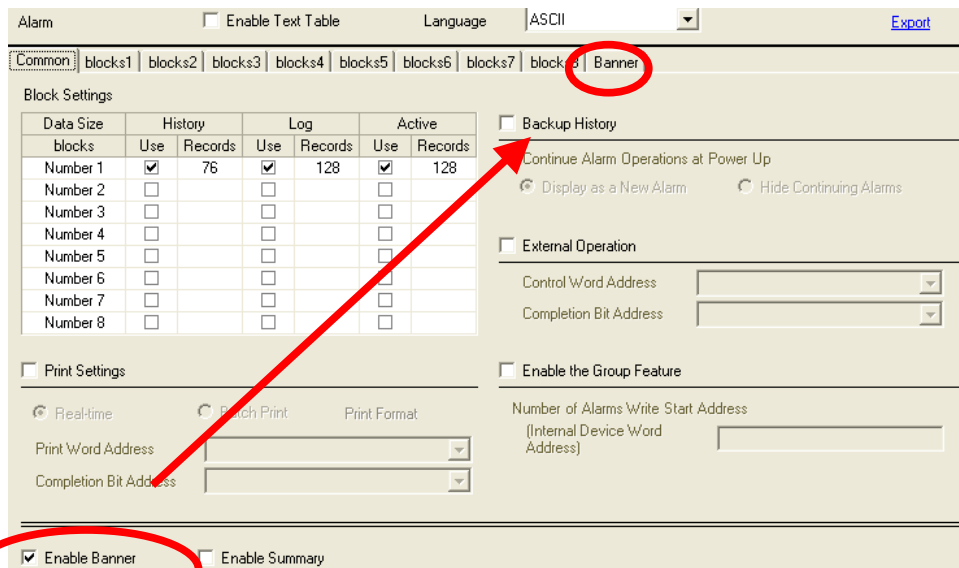 Alarm Enable Text Table Language ASCII Export
Common blocks1 blocks2 blocks3 blocks4 blocks5 blocks6 blocks7 Banner
Block Settings
Data Size History Log Active
blocks Use Records Use Records Use Records
Number 1 76 128 128
Number 2
Number 3
Number 4
Number 5
Number 6
Number 7
Number 8
Backup History
Continue Alarm Operations at Power Up
Display as a New Alarm Hide Continuing Alarms
External Operation
Control Word Address
Completion Bit Address
Print Settings
Real-time Print Print Format
Print Word Address
Completion Bit Address
Enable the Group Feature
Number of Alarms Write Start Address
(Internal Device Word
Address)
Enable Banner Enable Summary